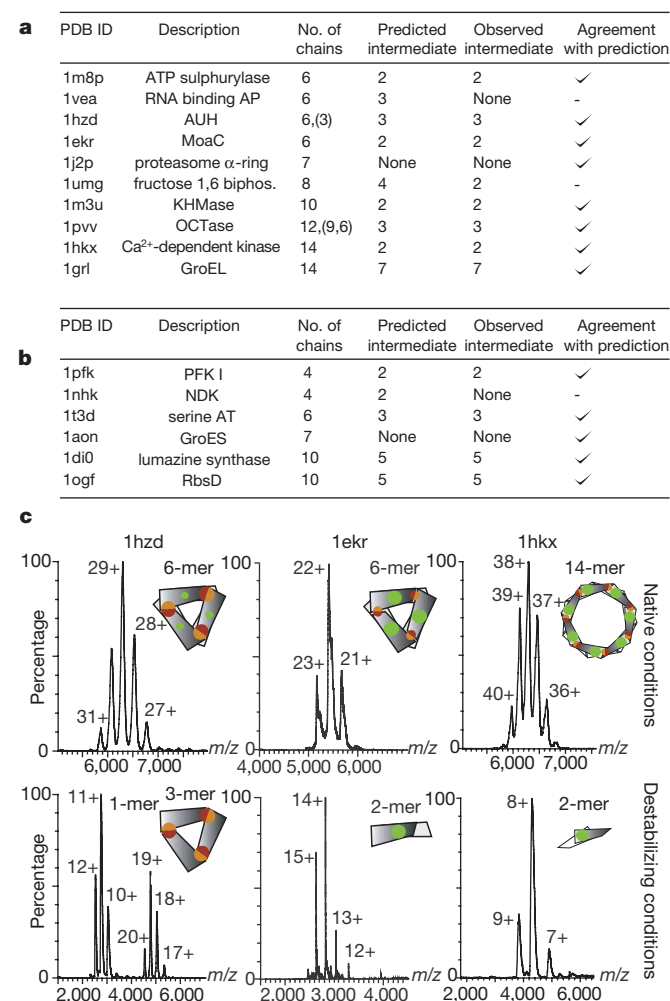 a
PDB ID Description No. of chains Predicted intermediate Observed intermediate Agreement with prediction
1m8p ATP sulphurylase 6 2 2 ✓
1vea RNA binding AP 6 3 None -
1hzd AUH 6,(3) 3 3 ✓
1ekr MoaC 6 2 2 ✓
1j2p proteasome α-ring 7 None None ✓
1umg fructose 1,6 biphos. 8 4 2 -
1m3u KHMase 10 2 2 ✓
1pvv OCTase 12,(9,6) 3 3 ✓
1hkx Ca2+-dependent kinase 14 2 2 ✓
1grl GroEL 14 7 7 ✓
b
PDB ID Description No. of chains Predicted intermediate Observed intermediate Agreement with prediction
1pfk PFK I 4 2 2 ✓
1nhk NDK 4 2 None -
1t3d serine AT 6 3 3 ✓
1aon GroES 7 None None ✓
1di0 lumazine synthase 10 5 5 ✓
1ogf RbsD 10 5 5 ✓
c
1hzd 1ekr 1hkx
100 29+ 6-mer 28+ 31+ 27+
Percentage
0 6,000 7,000 m/z
100 22+ 6-mer 23+ 21+
0 4,000 5,000 6,000 m/z
100 38+ 14-mer 39+ 37+ 40+ 36+
0 6,000 7,000 m/z
Native conditions
100 11+ 1-mer 3-mer 12+ 10+ 19+ 18+ 20+ 17+
Percentage
0 2,000 4,000 6,000 m/z
100 14+ 2-mer 15+ 13+ 12+
0 2,000 3,000 4,000 m/z
100 8+ 2-mer 9+ 7+
0 2,000 4,000 6,000 m/z
Destabilizing conditions